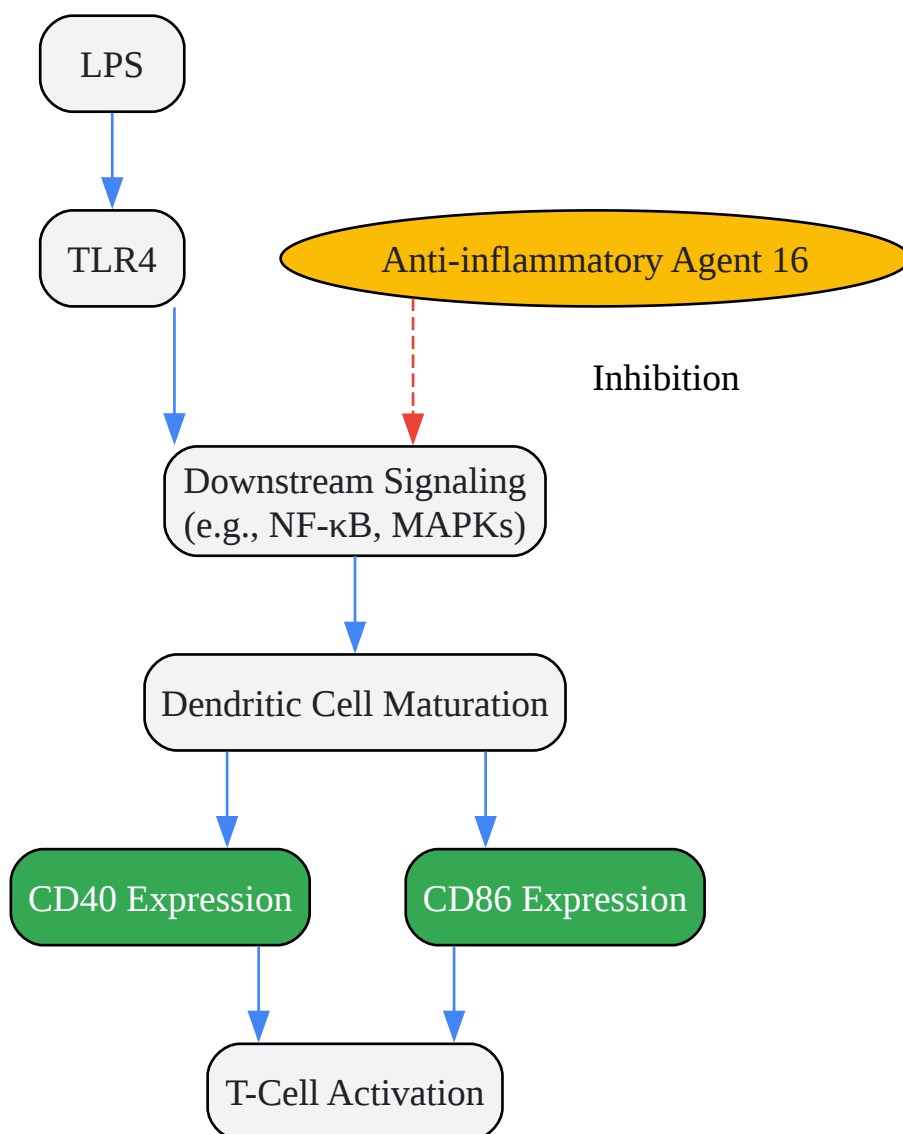 LPS
TLR4
Anti-inflammatory Agent 16
Inhibition
Downstream Signaling
(e.g., NF-κB, MAPKs)
Dendritic Cell Maturation
CD40 Expression
CD86 Expression
T-Cell Activation